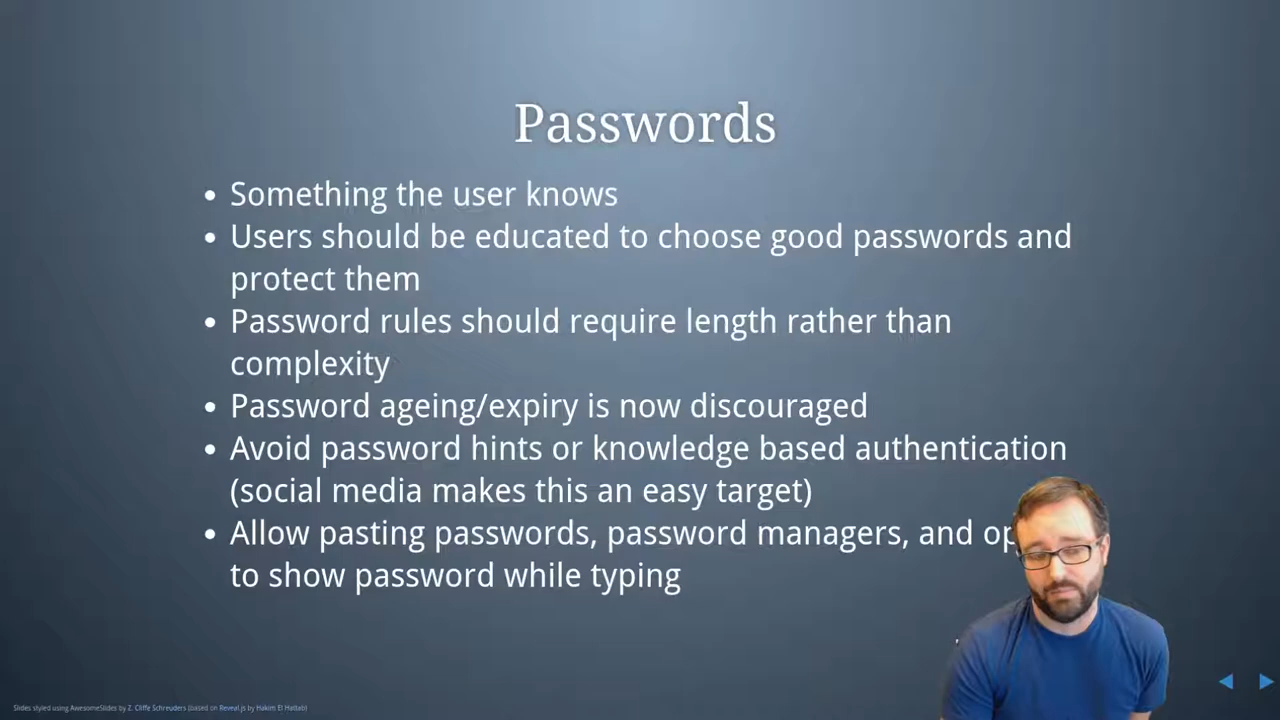 Passwords
Something the user knows
Users should be educated to choose good passwords and
protect them
Password rules should require length rather than
complexity
Password ageing/expiry is now discouraged
Avoid password hints or knowledge based authentication
(social media makes this an easy target)
Allow pasting passwords, password managers, and op
to show password while typing
Slides styled using AwesomeSlides by Z. Cliffe Schreuders (based on Reveal.js by Hakim El Hattab)